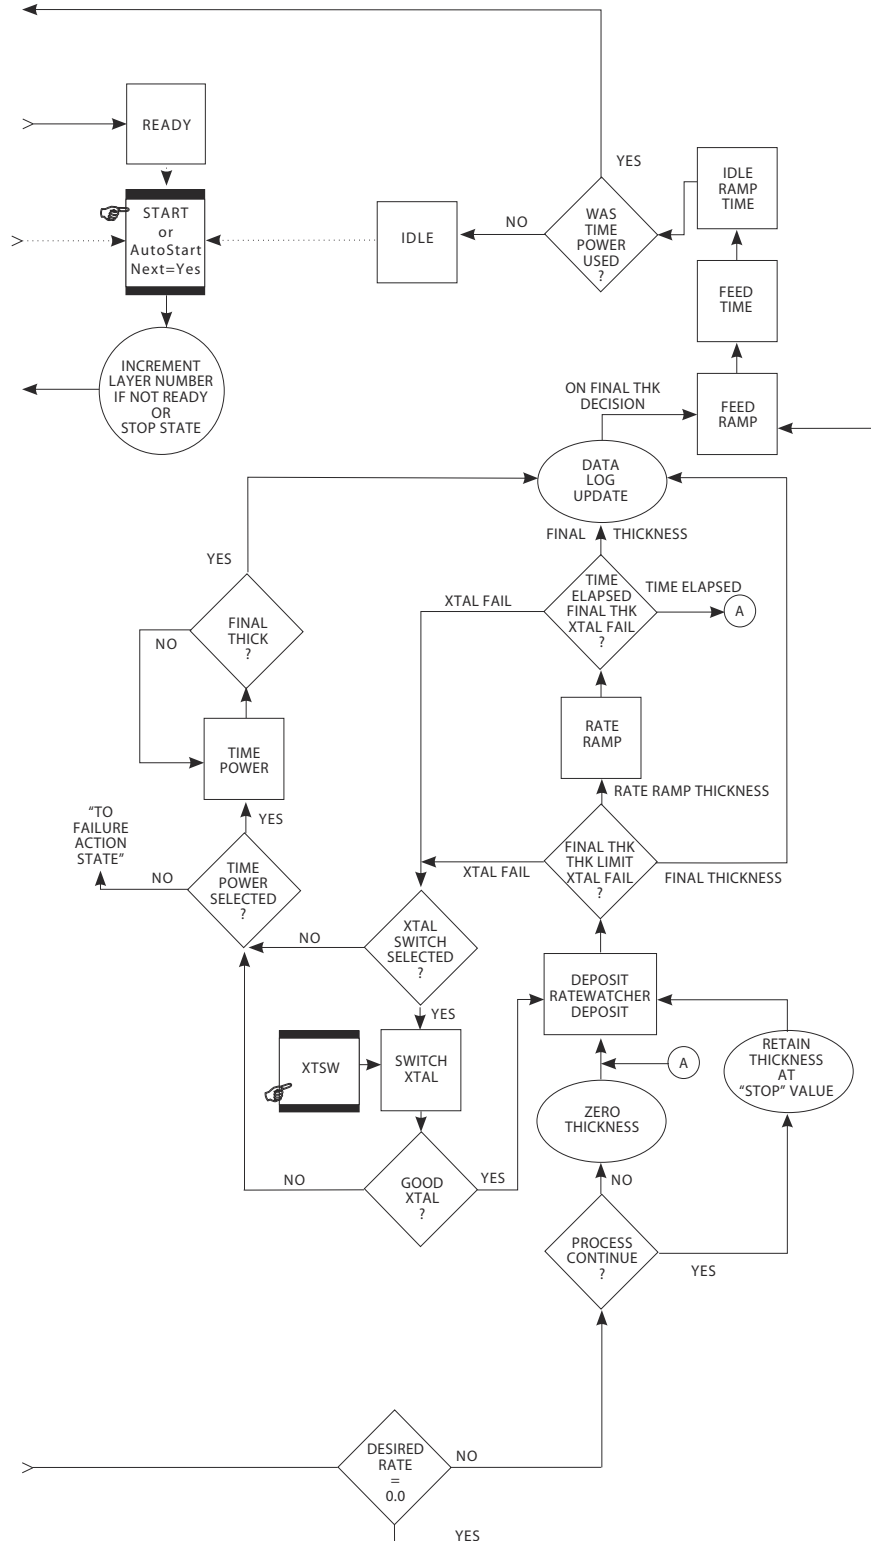 READY
START
or
AutoStart
Next=Yes
INCREMENT
LAYER NUMBER
IF NOT READY
OR
STOP STATE
IDLE
NO
YES
WAS
TIME
POWER
USED
?
IDLE
RAMP
TIME
FEED
TIME
FEED
RAMP
ON FINAL THK
DECISION
DATA
LOG
UPDATE
FINAL THICKNESS
YES
FINAL
THICK
?
NO
TIME
POWER
XTAL FAIL
TIME
ELAPSED
FINAL THK
XTAL FAIL
?
TIME ELAPSED
A
RATE
RAMP
RATE RAMP THICKNESS
"TO
FAILURE
ACTION
STATE"
YES
NO
TIME
POWER
SELECTED
?
XTAL FAIL
FINAL THK
THK LIMIT
XTAL FAIL
?
FINAL THICKNESS
NO
XTAL
SWITCH
SELECTED
?
YES
XTSW
SWITCH
XTAL
DEPOSIT
RATEWATCHER
DEPOSIT
A
RETAIN
THICKNESS
AT
"STOP" VALUE
ZERO
THICKNESS
NO
GOOD
XTAL
?
YES
NO
PROCESS
CONTINUE
?
YES
DESIRED
RATE
=
0.0
NO
YES